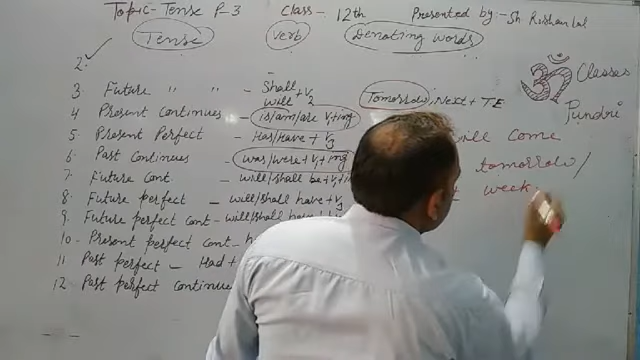 Topic-Tense P-3 Class- 12th Presented by:-Sh Rishan Lal
Tense Verb Denoting words
2.
3 Future " " - Shall
will + V2 Tomorrow, Next + TE
4 Present Continues - is/am/are V1+ing
5 Present Perfect - Has/Have + V3
6 Past Continues - was/were+V1+ing
7 Future Cont - will/shall be+V1+in
8 Future perfect - will/shall have+V3
9 Future perfect cont - will/shall have
10- Present perfect cont-
11 Past perfect - Had +
12 Past perfect continue
ॐ Classes
Pundri
will come
tomorrow/
week